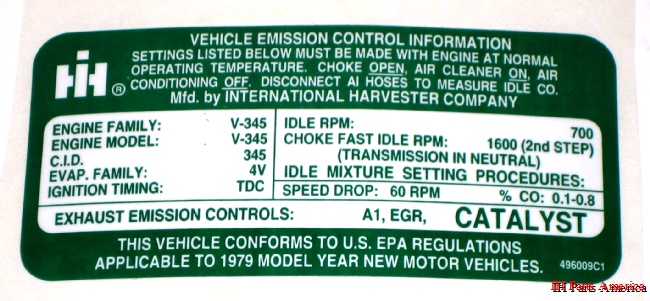 VEHICLE EMISSION CONTROL INFORMATION
SETTINGS LISTED BELOW MUST BE MADE WITH ENGINE AT NORMAL
OPERATING TEMPERATURE. CHOKE OPEN, AIR CLEANER ON, AIR
CONDITIONING OFF. DISCONNECT AI HOSES TO MEASURE IDLE CO.
Mfd. by INTERNATIONAL HARVESTER COMPANY
IH ®
ENGINE FAMILY: V-345
ENGINE MODEL: V-345
C.I.D. 345
EVAP. FAMILY: 4V
IGNITION TIMING: TDC
IDLE RPM: 700
CHOKE FAST IDLE RPM: 1600 (2nd STEP)
(TRANSMISSION IN NEUTRAL)
IDLE MIXTURE SETTING PROCEDURES:
SPEED DROP: 60 RPM % CO: 0.1-0.8
EXHAUST EMISSION CONTROLS: A1, EGR, CATALYST
THIS VEHICLE CONFORMS TO U.S. EPA REGULATIONS
APPLICABLE TO 1979 MODEL YEAR NEW MOTOR VEHICLES.
496009C1
IH Parts America